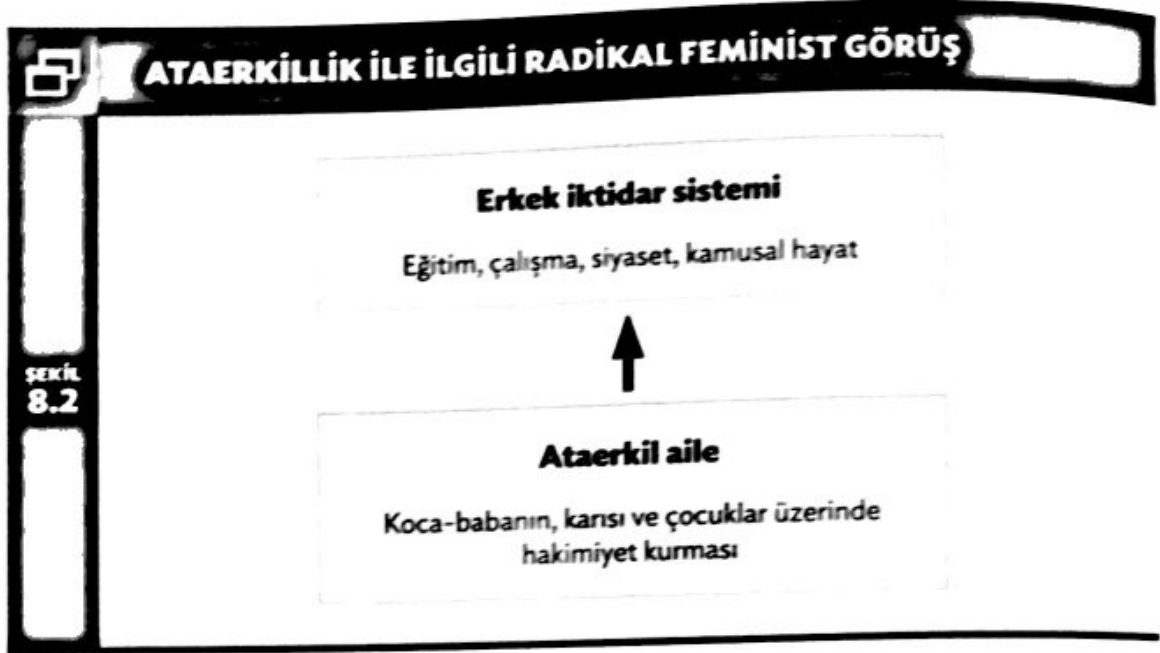 ATAERKİLLİK İLE İLGİLİ RADİKAL FEMİNİST GÖRÜŞ
ŞEKİL
8.2
Erkek iktidar sistemi
Eğitim, çalışma, siyaset, kamusal hayat
Ataerkil aile
Koca-babanın, karısı ve çocuklar üzerinde
hakimiyet kurması